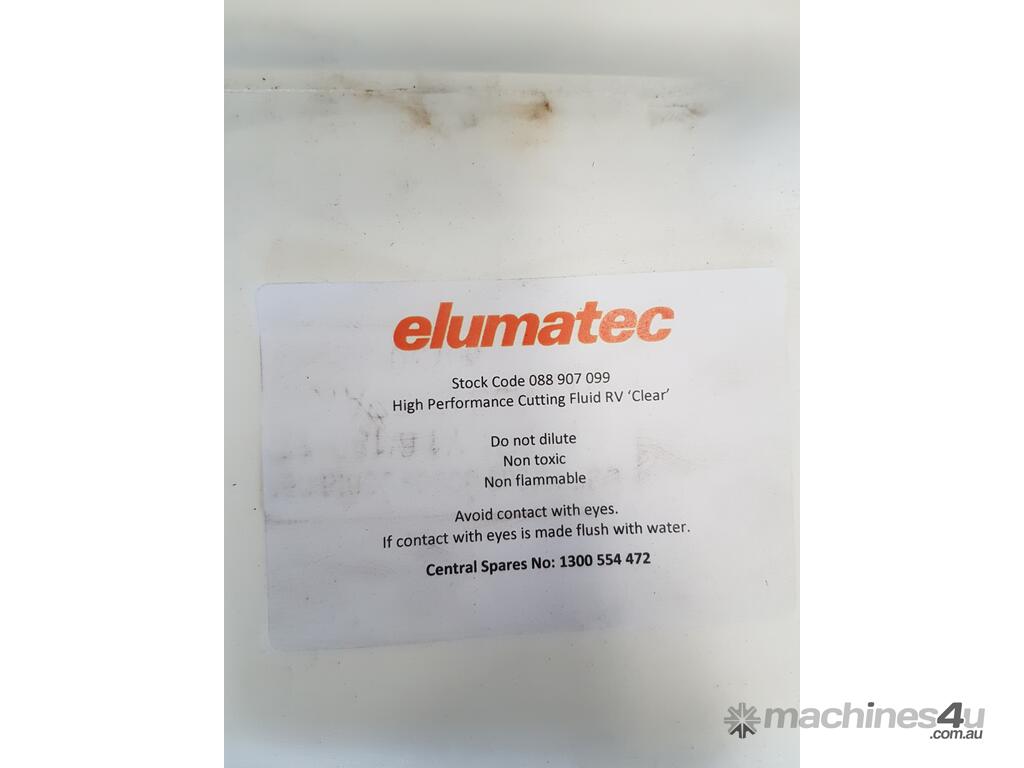 elumatec
Stock Code 088 907 099
High Performance Cutting Fluid RV ‘Clear’
Do not dilute
Non toxic
Non flammable
Avoid contact with eyes.
If contact with eyes is made flush with water.
Central Spares No: 1300 554 472
machines4u
.com.au